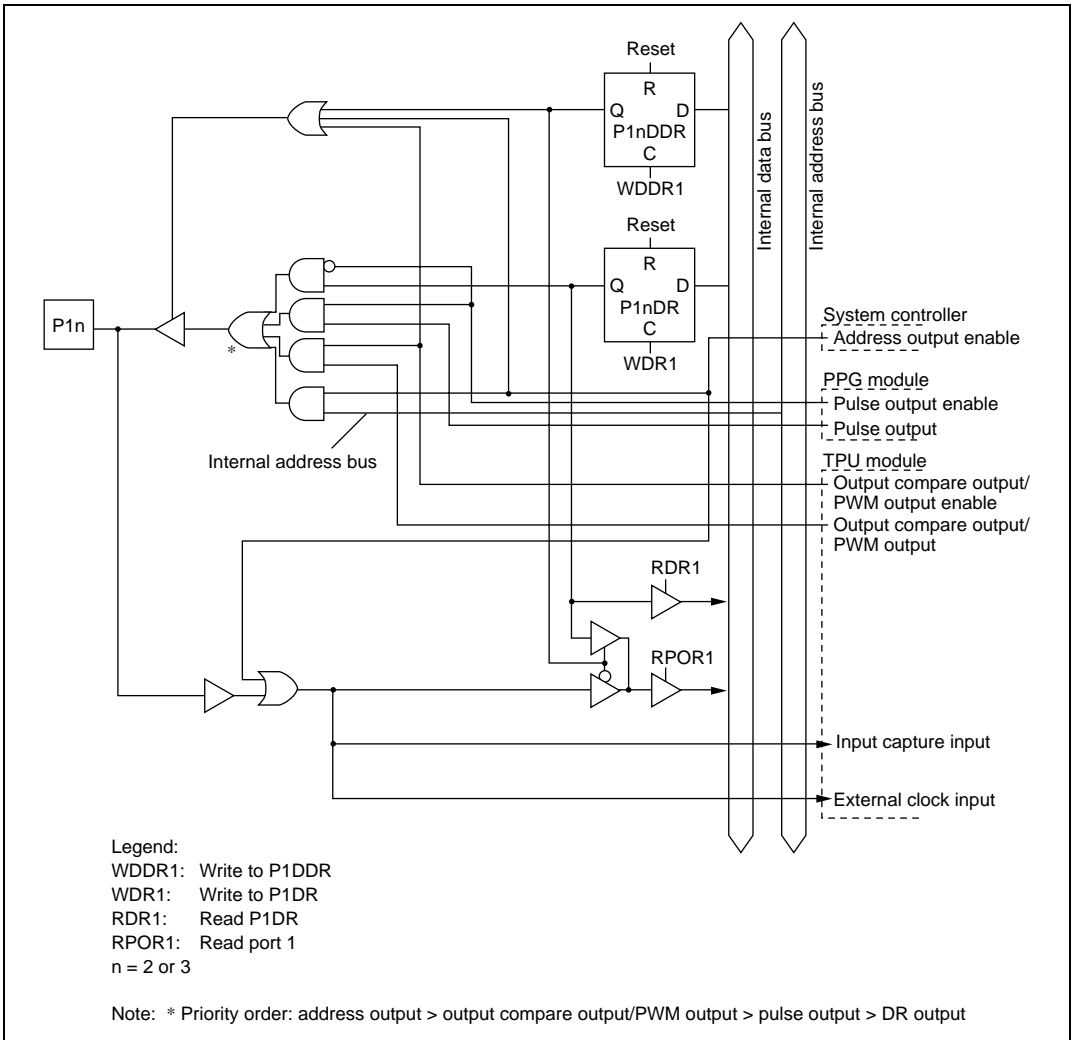 Reset
R
Q D
P1nDDR
C
WDDR1
Internal data bus
Internal address bus
Reset
R
Q D
P1nDR
C
WDR1
P1n
*
System controller
Address output enable
PPG module
Pulse output enable
Pulse output
Internal address bus
TPU module
Output compare output/
PWM output enable
Output compare output/
PWM output
RDR1
RPOR1
Input capture input
External clock input
Legend:
WDDR1: Write to P1DDR
WDR1: Write to P1DR
RDR1: Read P1DR
RPOR1: Read port 1
n = 2 or 3
Note: * Priority order: address output > output compare output/PWM output > pulse output > DR output